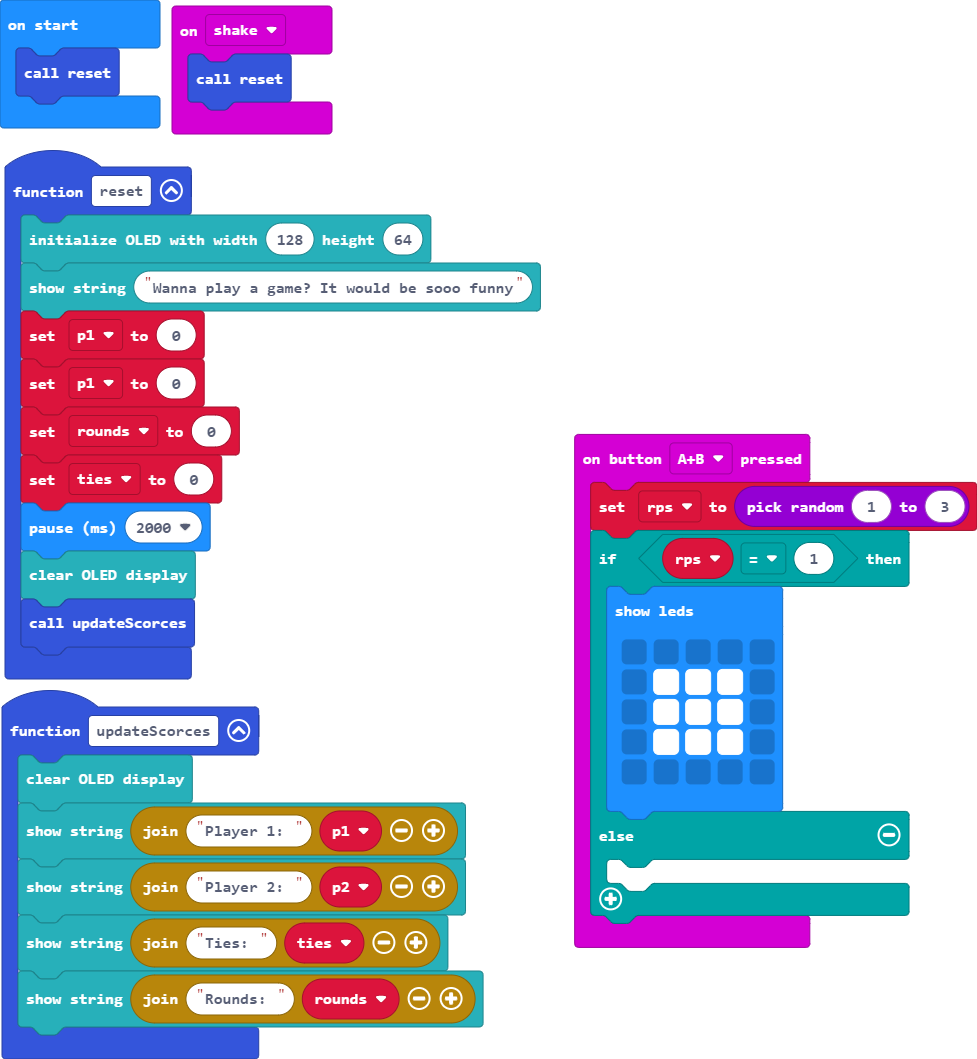 on start
call reset
on shake
call reset
function reset
initialize OLED with width 128 height 64
show string "Wanna play a game? It would be sooo funny"
set p1 to 0
set p1 to 0
set rounds to 0
set ties to 0
pause (ms) 2000
clear OLED display
call updateScorces
function updateScorces
clear OLED display
show string join "Player 1: " p1
show string join "Player 2: " p2
show string join "Ties: " ties
show string join "Rounds: " rounds
on button A+B pressed
set rps to pick random 1 to 3
if rps = 1 then
show leds
else